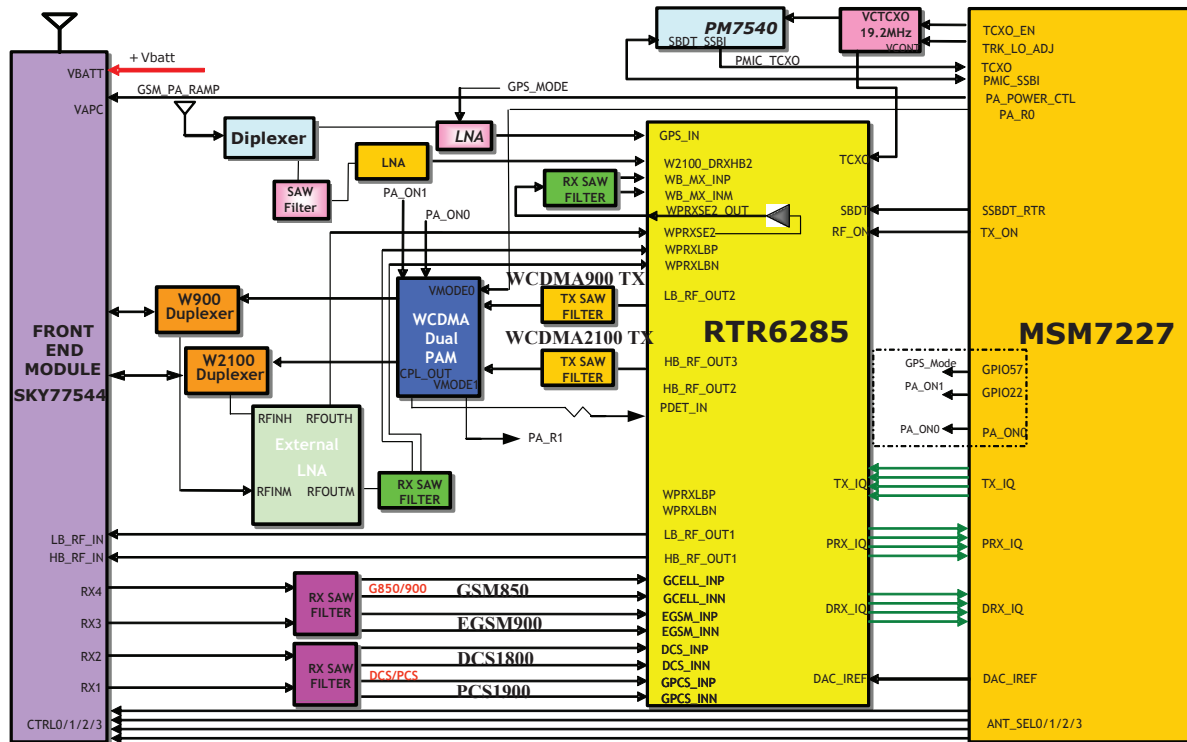 PM7540
SBDT_SSBI
VCTCXO
19.2MHz
VCONT
TCXO_EN
TRK_LO_ADJ
PMIC_TCXO
TCXO
PMIC_SSBI
PA_POWER_CTL
PA_R0
+ Vbatt
VBATT
GSM_PA_RAMP
VAPC
GPS_MODE
Diplexer
LNA
GPS_IN
LNA
W2100_DRXHB2
TCXO
SAW
Filter
RX SAW
FILTER
WB_MX_INP
WB_MX_INM
PA_ON1
PA_ON0
WPRXSE2_OUT
SBDT
SSBDT_RTR
WPRXSE2
RF_ON
TX_ON
WPRXLBP
WPRXLBN
WCDMA900 TX
VMODE0
TX SAW
FILTER
LB_RF_OUT2
W900
Duplexer
WCDMA
Dual
PAM
WCDMA2100 TX
RTR6285
MSM7227
FRONT
END
MODULE
SKY77544
W2100
Duplexer
CPL_OUT
VMODE1
TX SAW
FILTER
HB_RF_OUT3
HB_RF_OUT2
PDET_IN
GPS_Mode
GPIO57
PA_ON1
GPIO22
PA_ON0
PA_ON0
RFINH
RFOUTH
External
LNA
RFINM
RFOUTM
PA_R1
RX SAW
FILTER
WPRXLBP
WPRXLBN
TX_IQ
TX_IQ
LB_RF_IN
LB_RF_OUT1
HB_RF_IN
HB_RF_OUT1
PRX_IQ
PRX_IQ
RX4
RX SAW
FILTER
G850/900
GSM850
GCELL_INP
GCELL_INN
RX3
EGSM900
EGSM_INP
EGSM_INN
DRX_IQ
DRX_IQ
RX2
RX SAW
FILTER
DCS1800
DCS_INP
DCS_INN
DCS/PCS
RX1
PCS1900
GPCS_INP
GPCS_INN
DAC_IREF
DAC_IREF
CTRL0/1/2/3
ANT_SEL0/1/2/3